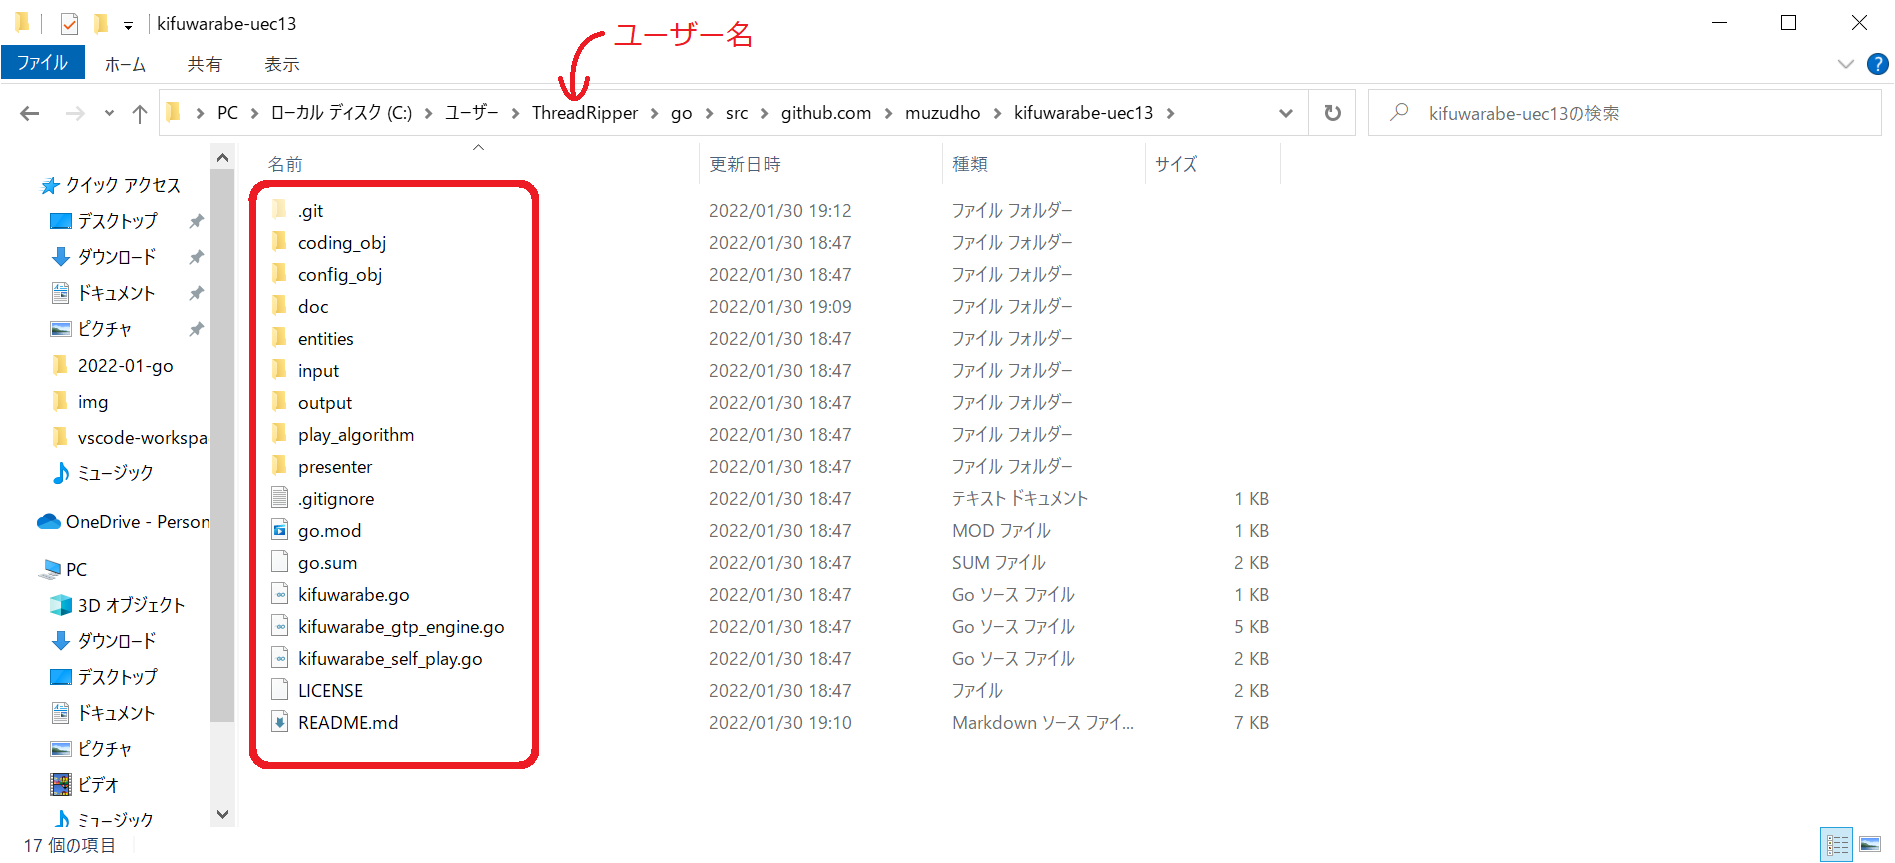 kifuwarabe-uec13
ユーザー名
ファイル ホーム 共有 表示
PC ローカル ディスク (C:) ユーザー ThreadRipper go src github.com muzudho kifuwarabe-uec13
kifuwarabe-uec13の検索
クイック アクセス
デスクトップ
ダウンロード
ドキュメント
ピクチャ
2022-01-go
img
vscode-workspa
ミュージック
OneDrive - Person
PC
3D オブジェクト
ダウンロード
デスクトップ
ドキュメント
ピクチャ
ビデオ
ミュージック
名前 更新日時 種類 サイズ
.git 2022/01/30 19:12 ファイル フォルダー
coding_obj 2022/01/30 18:47 ファイル フォルダー
config_obj 2022/01/30 18:47 ファイル フォルダー
doc 2022/01/30 19:09 ファイル フォルダー
entities 2022/01/30 18:47 ファイル フォルダー
input 2022/01/30 18:47 ファイル フォルダー
output 2022/01/30 18:47 ファイル フォルダー
play_algorithm 2022/01/30 18:47 ファイル フォルダー
presenter 2022/01/30 18:47 ファイル フォルダー
.gitignore 2022/01/30 18:47 テキスト ドキュメント 1 KB
go.mod 2022/01/30 18:47 MOD ファイル 1 KB
go.sum 2022/01/30 18:47 SUM ファイル 2 KB
kifuwarabe.go 2022/01/30 18:47 Go ソース ファイル 1 KB
kifuwarabe_gtp_engine.go 2022/01/30 18:47 Go ソース ファイル 5 KB
kifuwarabe_self_play.go 2022/01/30 18:47 Go ソース ファイル 2 KB
LICENSE 2022/01/30 18:47 ファイル 2 KB
README.md 2022/01/30 19:10 Markdown ソース ファイ... 7 KB
17 個の項目